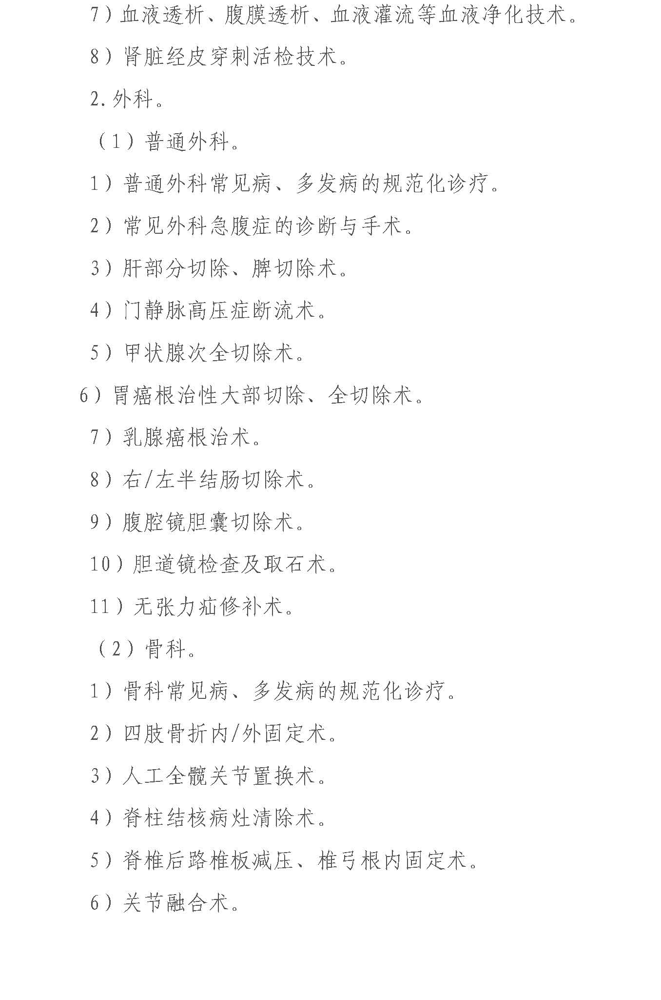 7）血液透析、腹膜透析、血液灌流等血液净化技术。
8）肾脏经皮穿刺活检技术。
2.外科。
（1）普通外科。
1）普通外科常见病、多发病的规范化诊疗。
2）常见外科急腹症的诊断与手术。
3）肝部分切除、脾切除术。
4）门静脉高压症断流术。
5）甲状腺次全切除术。
6）胃癌根治性大部切除、全切除术。
7）乳腺癌根治术。
8）右/左半结肠切除术。
9）腹腔镜胆囊切除术。
10）胆道镜检查及取石术。
11）无张力疝修补术。
（2）骨科。
1）骨科常见病、多发病的规范化诊疗。
2）四肢骨折内/外固定术。
3）人工全髋关节置换术。
4）脊柱结核病灶清除术。
5）脊椎后路椎板减压、椎弓根内固定术。
6）关节融合术。